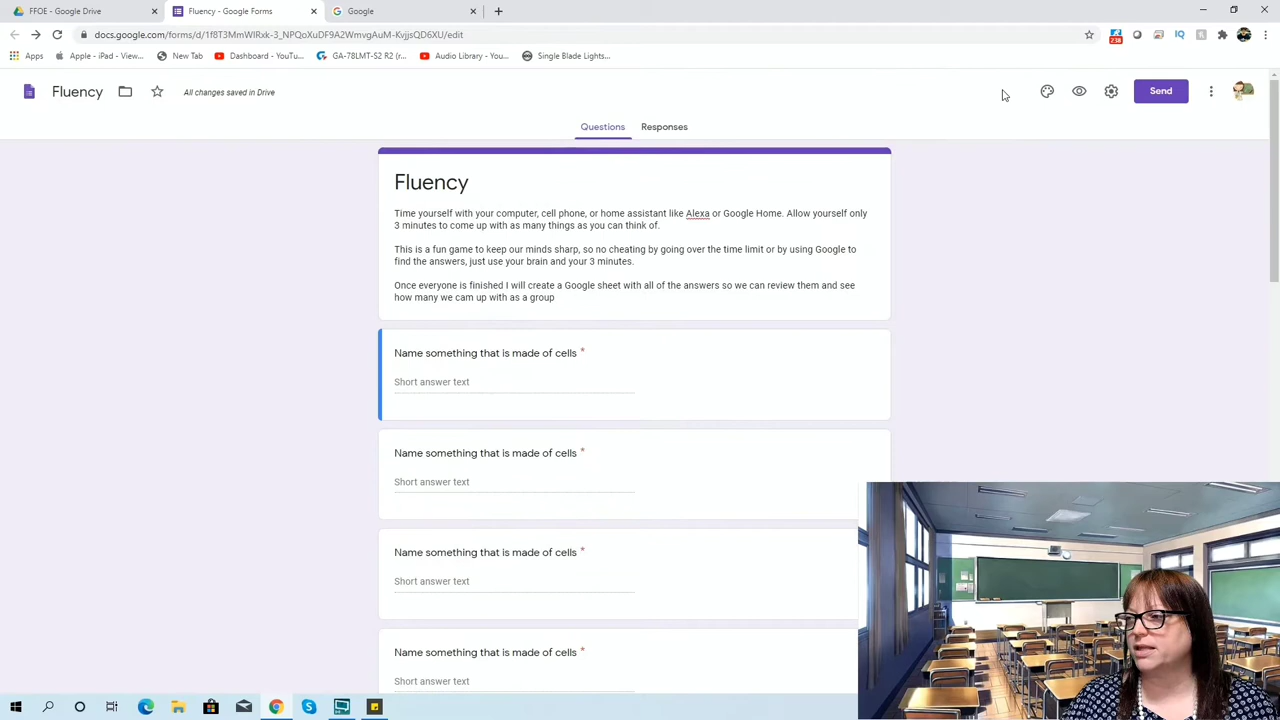 FFOE - Google Drive
Fluency - Google Forms
Google
docs.google.com/forms/d/1f8T3MmWlRxk-3_NPQoXuDF9A2WmvgAuM-KvjjsQD6XU/edit
238
IQ
Apps
Apple - iPad - View...
New Tab
Dashboard - YouTu...
GA-78LMT-S2 R2 (r...
Audio Library - You...
Single Blade Lights...
Fluency
All changes saved in Drive
Send
Questions
Responses
Fluency
Time yourself with your computer, cell phone, or home assistant like Alexa or Google Home. Allow yourself only
3 minutes to come up with as many things as you can think of.
This is a fun game to keep our minds sharp, so no cheating by going over the time limit or by using Google to
find the answers, just use your brain and your 3 minutes.
Once everyone is finished I will create a Google sheet with all of the answers so we can review them and see
how many we cam up with as a group
Name something that is made of cells *
Short answer text
Name something that is made of cells *
Short answer text
Name something that is made of cells *
Short answer text
Name something that is made of cells *
Short answer text